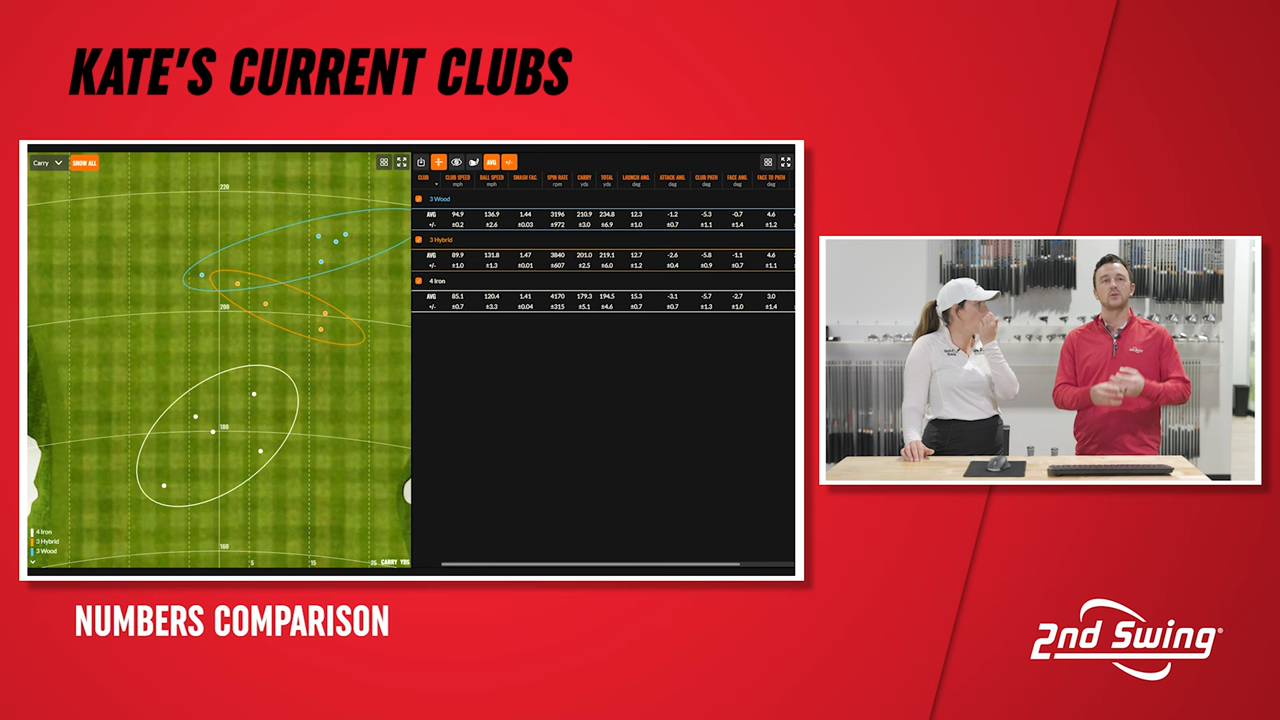 KATE'S CURRENT CLUBS
Carry
SHOW ALL
AVG
+/-
CLUB CLUB SPEED BALL SPEED SMASH FAC. SPIN RATE CARRY TOTAL LAUNCH ANG. ATTACK ANG. CLUB PATH FACE ANG. FACE TO PATH
mph mph rpm yds yds deg deg deg deg deg
3 Wood
AVG 94.9 136.9 1.44 3196 210.9 234.8 12.3 -1.2 -5.3 -0.7 4.6
+/- ±0.2 ±2.6 ±0.03 ±972 ±3.0 ±6.9 ±1.0 ±0.7 ±1.1 ±1.4 ±1.2
3 Hybrid
AVG 89.9 131.8 1.47 3840 201.0 219.1 12.7 -2.6 -5.8 -1.1 4.6
+/- ±1.0 ±1.3 ±0.01 ±607 ±2.5 ±6.0 ±1.2 ±0.4 ±0.9 ±0.7 ±1.1
4 Iron
AVG 85.1 120.4 1.41 4170 179.3 194.5 15.3 -3.1 -5.7 -2.7 3.0
+/- ±0.7 ±3.3 ±0.04 ±315 ±5.1 ±4.6 ±0.7 ±0.7 ±1.3 ±1.0 ±1.4
220
200
180
160
4 Iron
3 Hybrid
3 Wood
5 15 25 CARRY YDS
NUMBERS COMPARISON
2nd Swing®